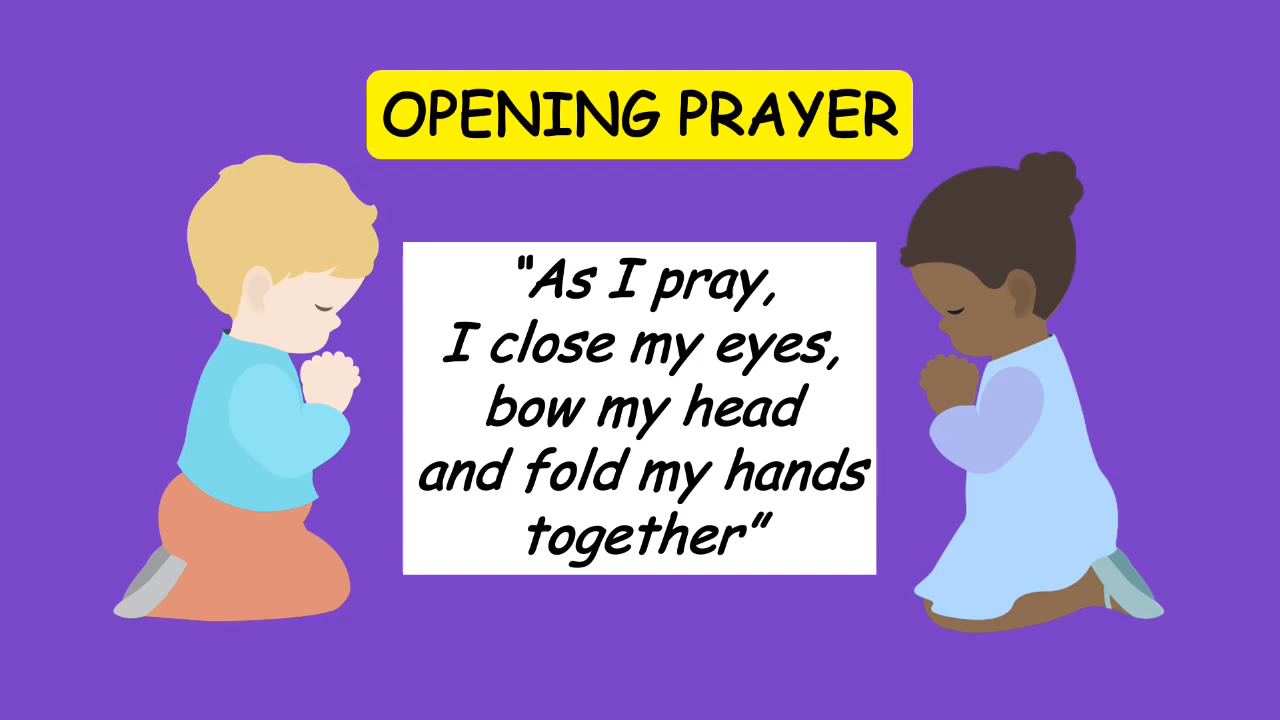 OPENING PRAYER
“As I pray,
I close my eyes,
bow my head
and fold my hands
together”